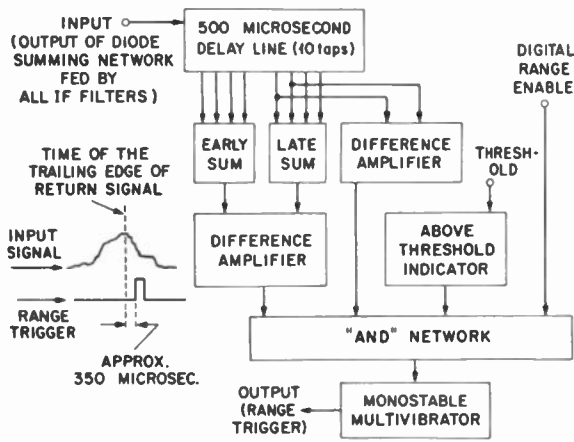 INPUT
(OUTPUT OF DIODE
SUMMING NETWORK
FED BY
ALL IF FILTERS)
500 MICROSECOND
DELAY LINE (10 taps)
DIGITAL
RANGE
ENABLE
EARLY
SUM
LATE
SUM
DIFFERENCE
AMPLIFIER
THRESH-
OLD
TIME OF THE
TRAILING EDGE OF
RETURN SIGNAL
INPUT
SIGNAL
DIFFERENCE
AMPLIFIER
ABOVE
THRESHOLD
INDICATOR
RANGE
TRIGGER
"AND" NETWORK
APPROX.
350 MICROSEC.
OUTPUT
(RANGE
TRIGGER)
MONOSTABLE
MULTIVIBRATOR